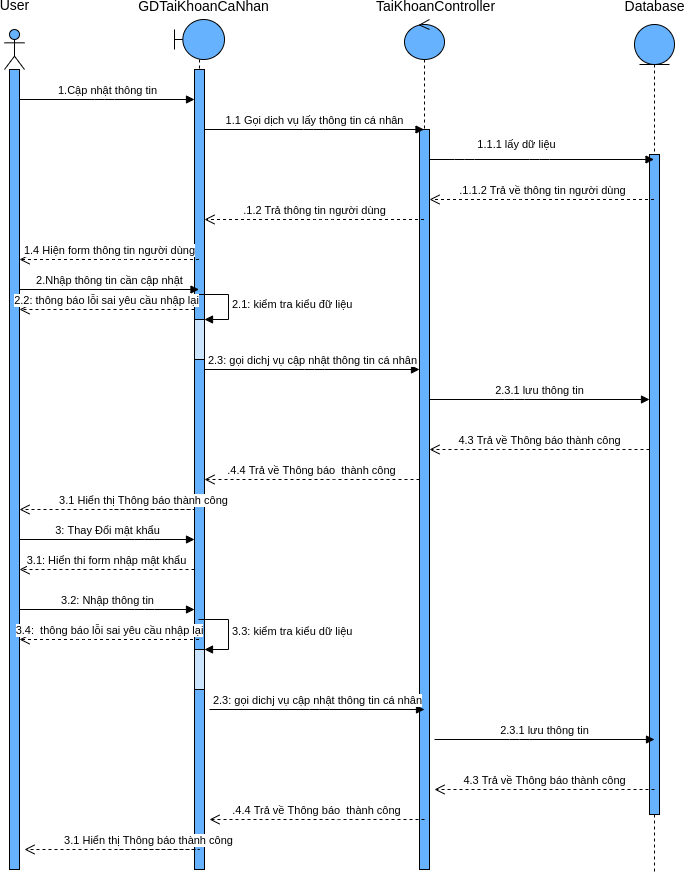 User
GDTaiKhoanCaNhan
TaiKhoanController
Database
1.Cập nhật thông tin
1.1 Gọi dịch vụ lấy thông tin cá nhân
1.1.1 lấy dữ liệu
.1.1.2 Trả về thông tin người dùng
.1.2 Trả thông tin người dùng
1.4 Hiện form thông tin người dùng
2.Nhập thông tin cần cập nhật
2.2: thông báo lỗi sai yêu cầu nhập lại
2.1: kiểm tra kiểu đữ liệu
2.3: gọi dichj vụ cập nhật thông tin cá nhân
2.3.1 lưu thông tin
4.3 Trả về Thông báo thành công
.4.4 Trả về Thông báo  thành công
3.1 Hiển thị Thông báo thành công
3: Thay Đổi mật khẩu
3.1: Hiển thi form nhập mật khẩu
3.2: Nhập thông tin
3.4:  thông báo lỗi sai yêu cầu nhập lại
3.3: kiểm tra kiểu dữ liệu
2.3: gọi dichj vụ cập nhật thông tin cá nhân
2.3.1 lưu thông tin
4.3 Trả về Thông báo thành công
.4.4 Trả về Thông báo  thành công
3.1 Hiển thị Thông báo thành công